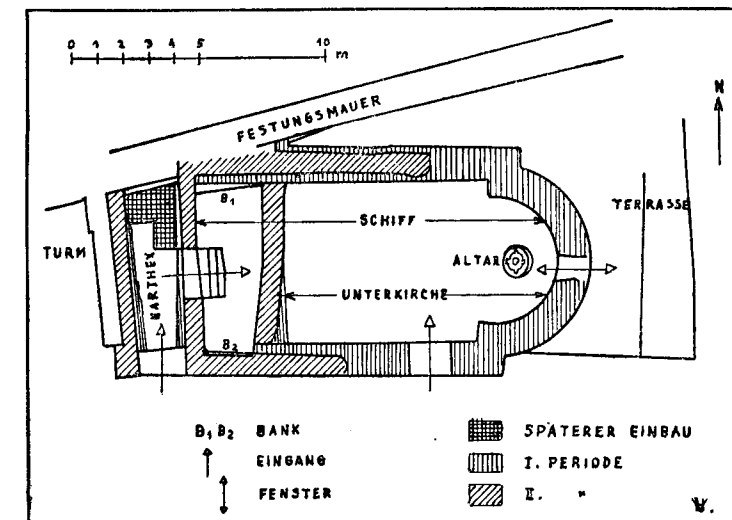 0 1 2 3 4 5 10
m
FESTUNGSMAUER
N
B1
SCHIFF
TERRASSE
TURM
NARTHEX
ALTAR
UNTERKIRCHE
B2
B1 B2 BANK
EINGANG
FENSTER
SPÄTERER EINBAU
I. PERIODE
II. "